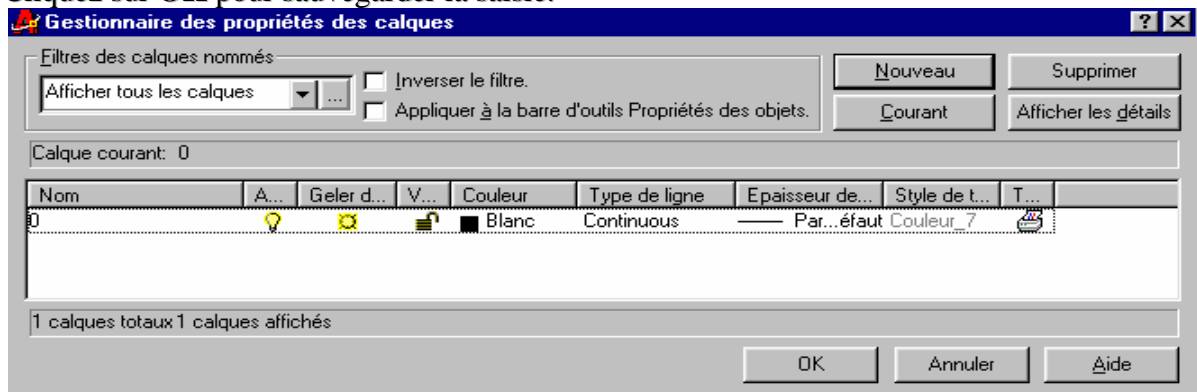 Cliquez sur OK pour sauvegarder la saisie.
Gestionnaire des propriétés des calques
Filtres des calques nommés
Afficher tous les calques ... Inverser le filtre. Nouveau Supprimer
Appliquer à la barre d'outils Propriétés des objets. Courant Afficher les détails
Calque courant: 0
Nom A... Geler d... V... Couleur Type de ligne Epaisseur de... Style de t... T...
0 Blanc Continuous Par...éfaut Couleur_7
1 calques totaux 1 calques affichés
OK Annuler Aide